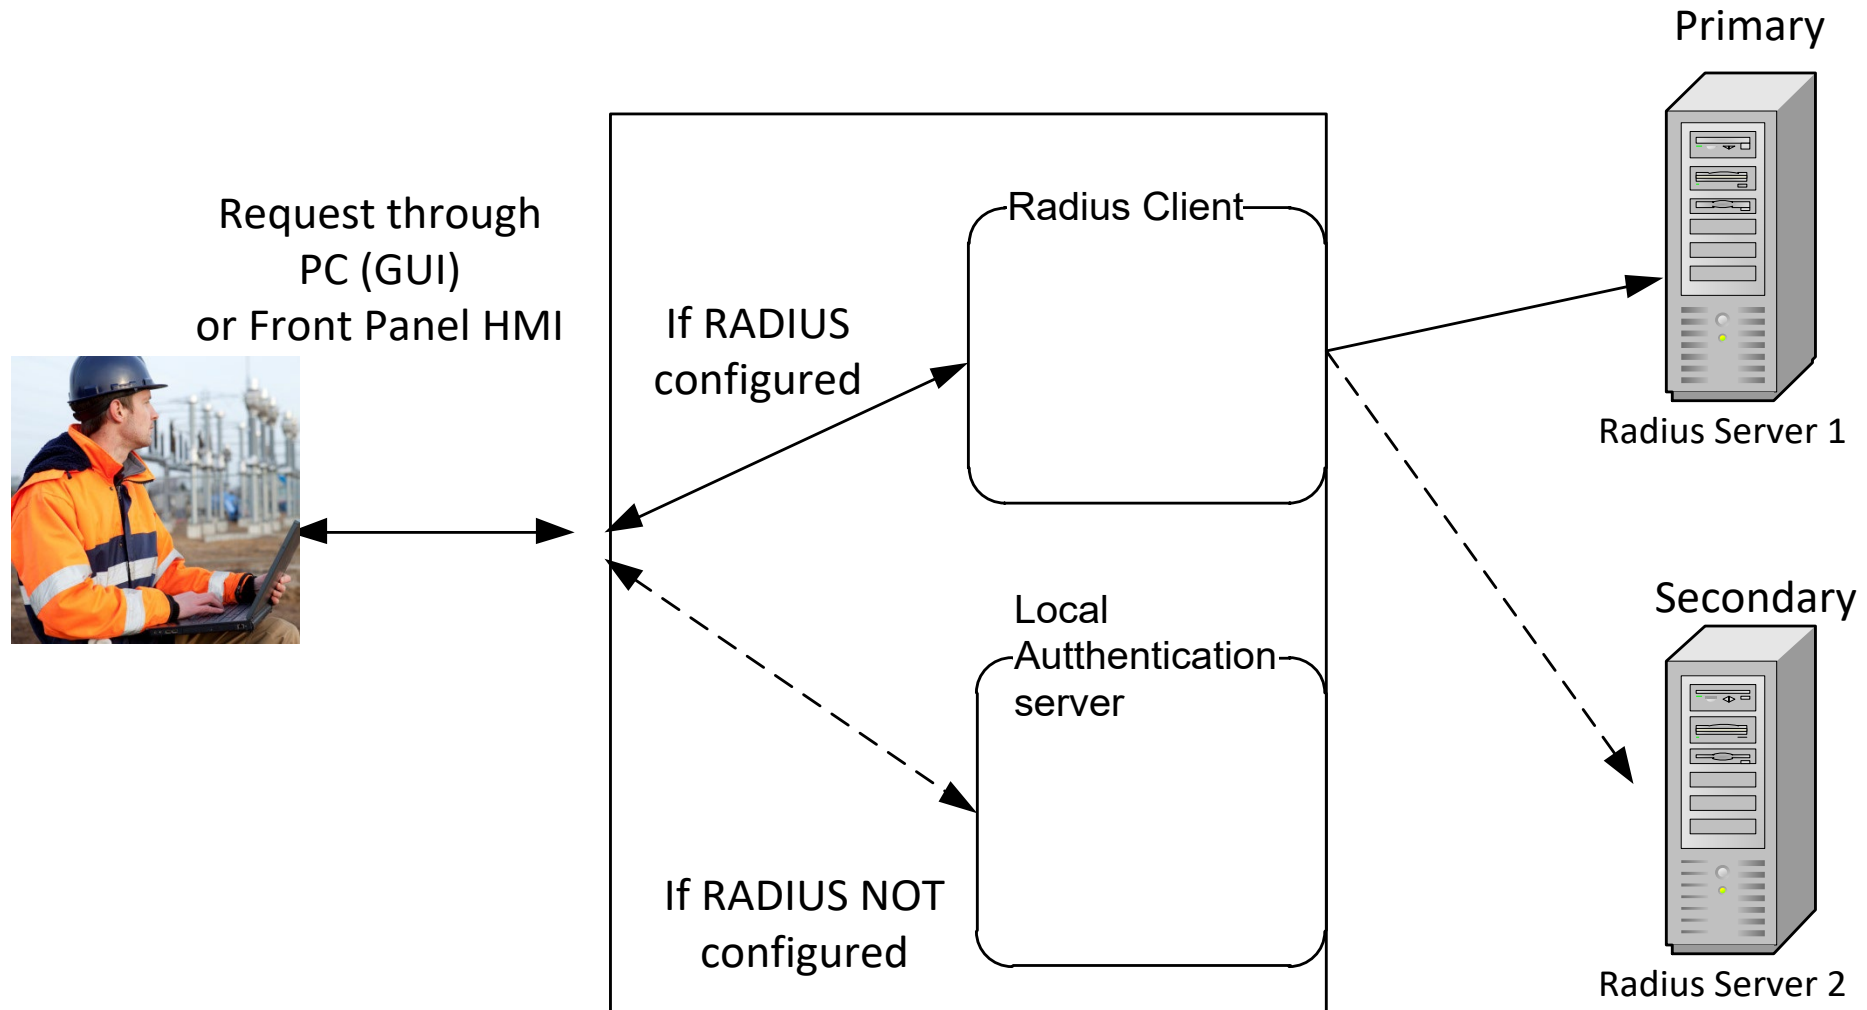 Primary
Radius Client
Request through
PC (GUI)
or Front Panel HMI
If RADIUS
configured
Radius Server 1
Local
Autthentication
server
Secondary
If RADIUS NOT
configured
Radius Server 2